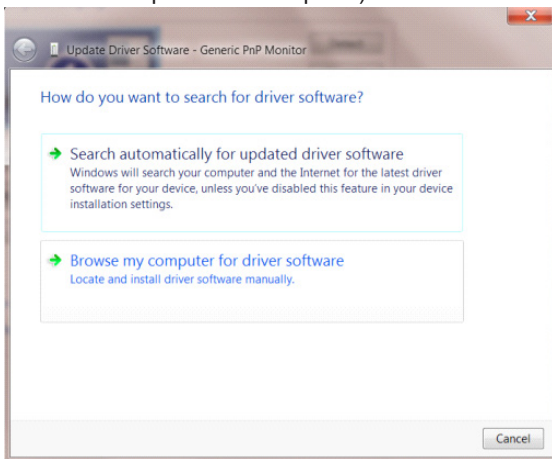 Update Driver Software - Generic PnP Monitor
How do you want to search for driver software?
Search automatically for updated driver software
Windows will search your computer and the Internet for the latest driver
software for your device, unless you've disabled this feature in your device
installation settings.
Browse my computer for driver software
Locate and install driver software manually.
Cancel